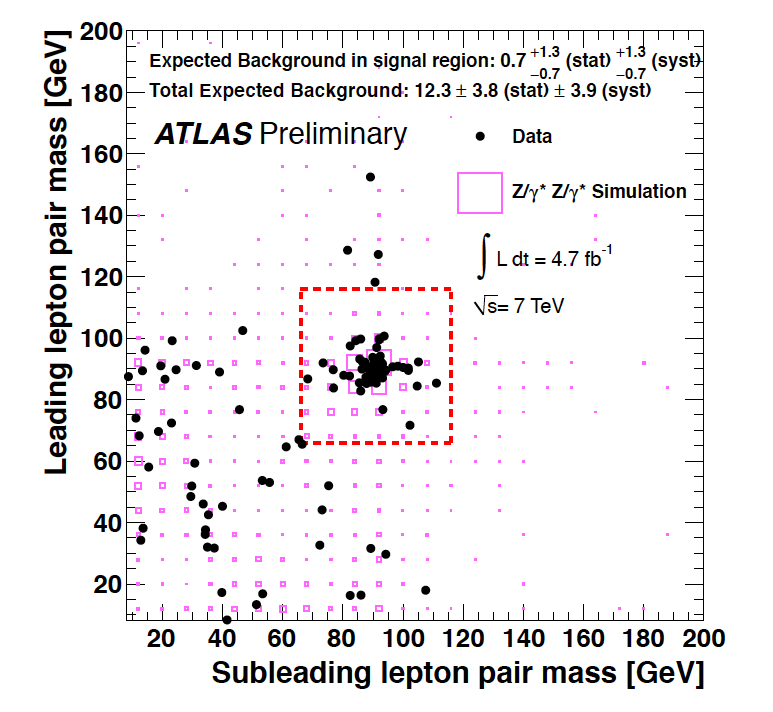 Leading lepton pair mass [GeV]
200
180
160
140
120
100
80
60
40
20
Expected Background in signal region: 0.7 +1.3 −0.7 (stat) +1.3 −0.7 (syst)
Total Expected Background: 12.3 ± 3.8 (stat) ± 3.9 (syst)
ATLAS Preliminary
Data
Z/γ* Z/γ* Simulation
∫ L dt = 4.7 fb-1
√s= 7 TeV
20 40 60 80 100 120 140 160 180 200
Subleading lepton pair mass [GeV]